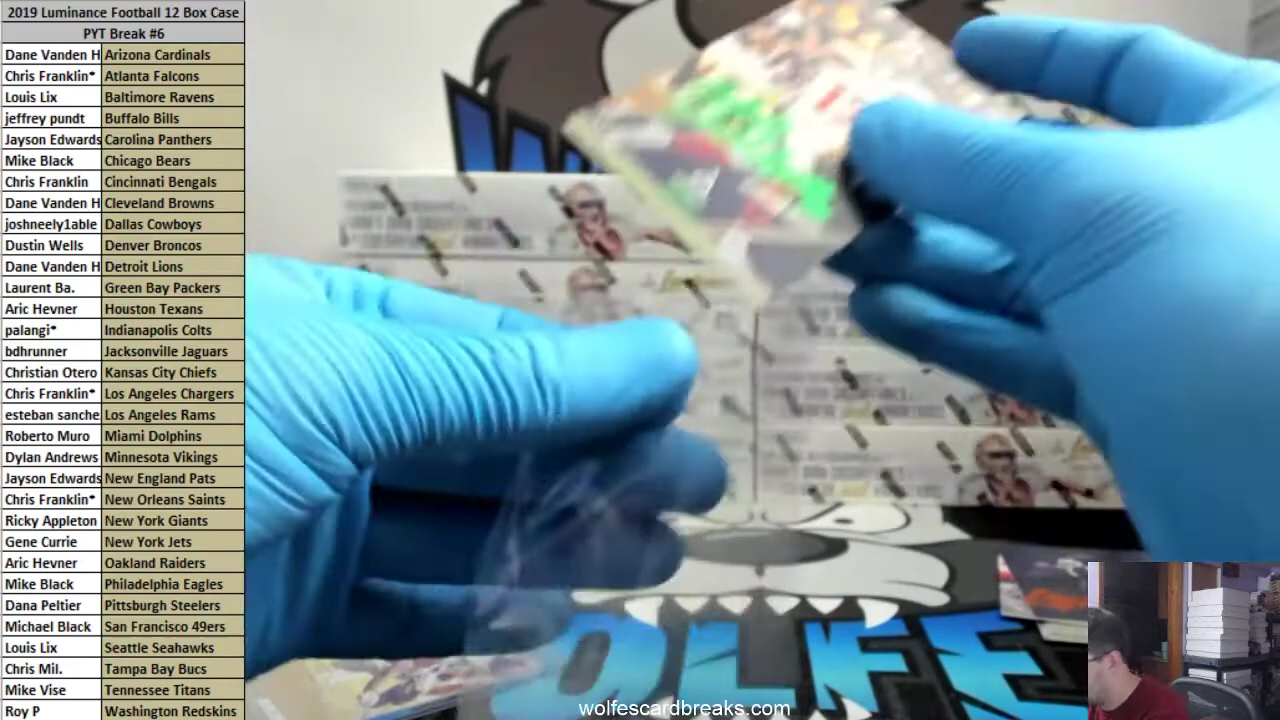 2019 Luminance Football 12 Box Case
PYT Break #6
Dane Vanden H Arizona Cardinals
Chris Franklin* Atlanta Falcons
Louis Lix Baltimore Ravens
jeffrey pundt Buffalo Bills
Jayson Edwards Carolina Panthers
Mike Black Chicago Bears
Chris Franklin Cincinnati Bengals
Dane Vanden H Cleveland Browns
joshneely1able Dallas Cowboys
Dustin Wells Denver Broncos
Dane Vanden H Detroit Lions
Laurent Ba. Green Bay Packers
Aric Hevner Houston Texans
palangi* Indianapolis Colts
bdhrunner Jacksonville Jaguars
Christian Otero Kansas City Chiefs
Chris Franklin* Los Angeles Chargers
esteban sanche Los Angeles Rams
Roberto Muro Miami Dolphins
Dylan Andrews Minnesota Vikings
Jayson Edwards New England Pats
Chris Franklin* New Orleans Saints
Ricky Appleton New York Giants
Gene Currie New York Jets
Aric Hevner Oakland Raiders
Mike Black Philadelphia Eagles
Dana Peltier Pittsburgh Steelers
Michael Black San Francisco 49ers
Louis Lix Seattle Seahawks
Chris Mil. Tampa Bay Bucs
Mike Vise Tennessee Titans
Roy P Washington Redskins
OLFE
wolfescardbreaks.com